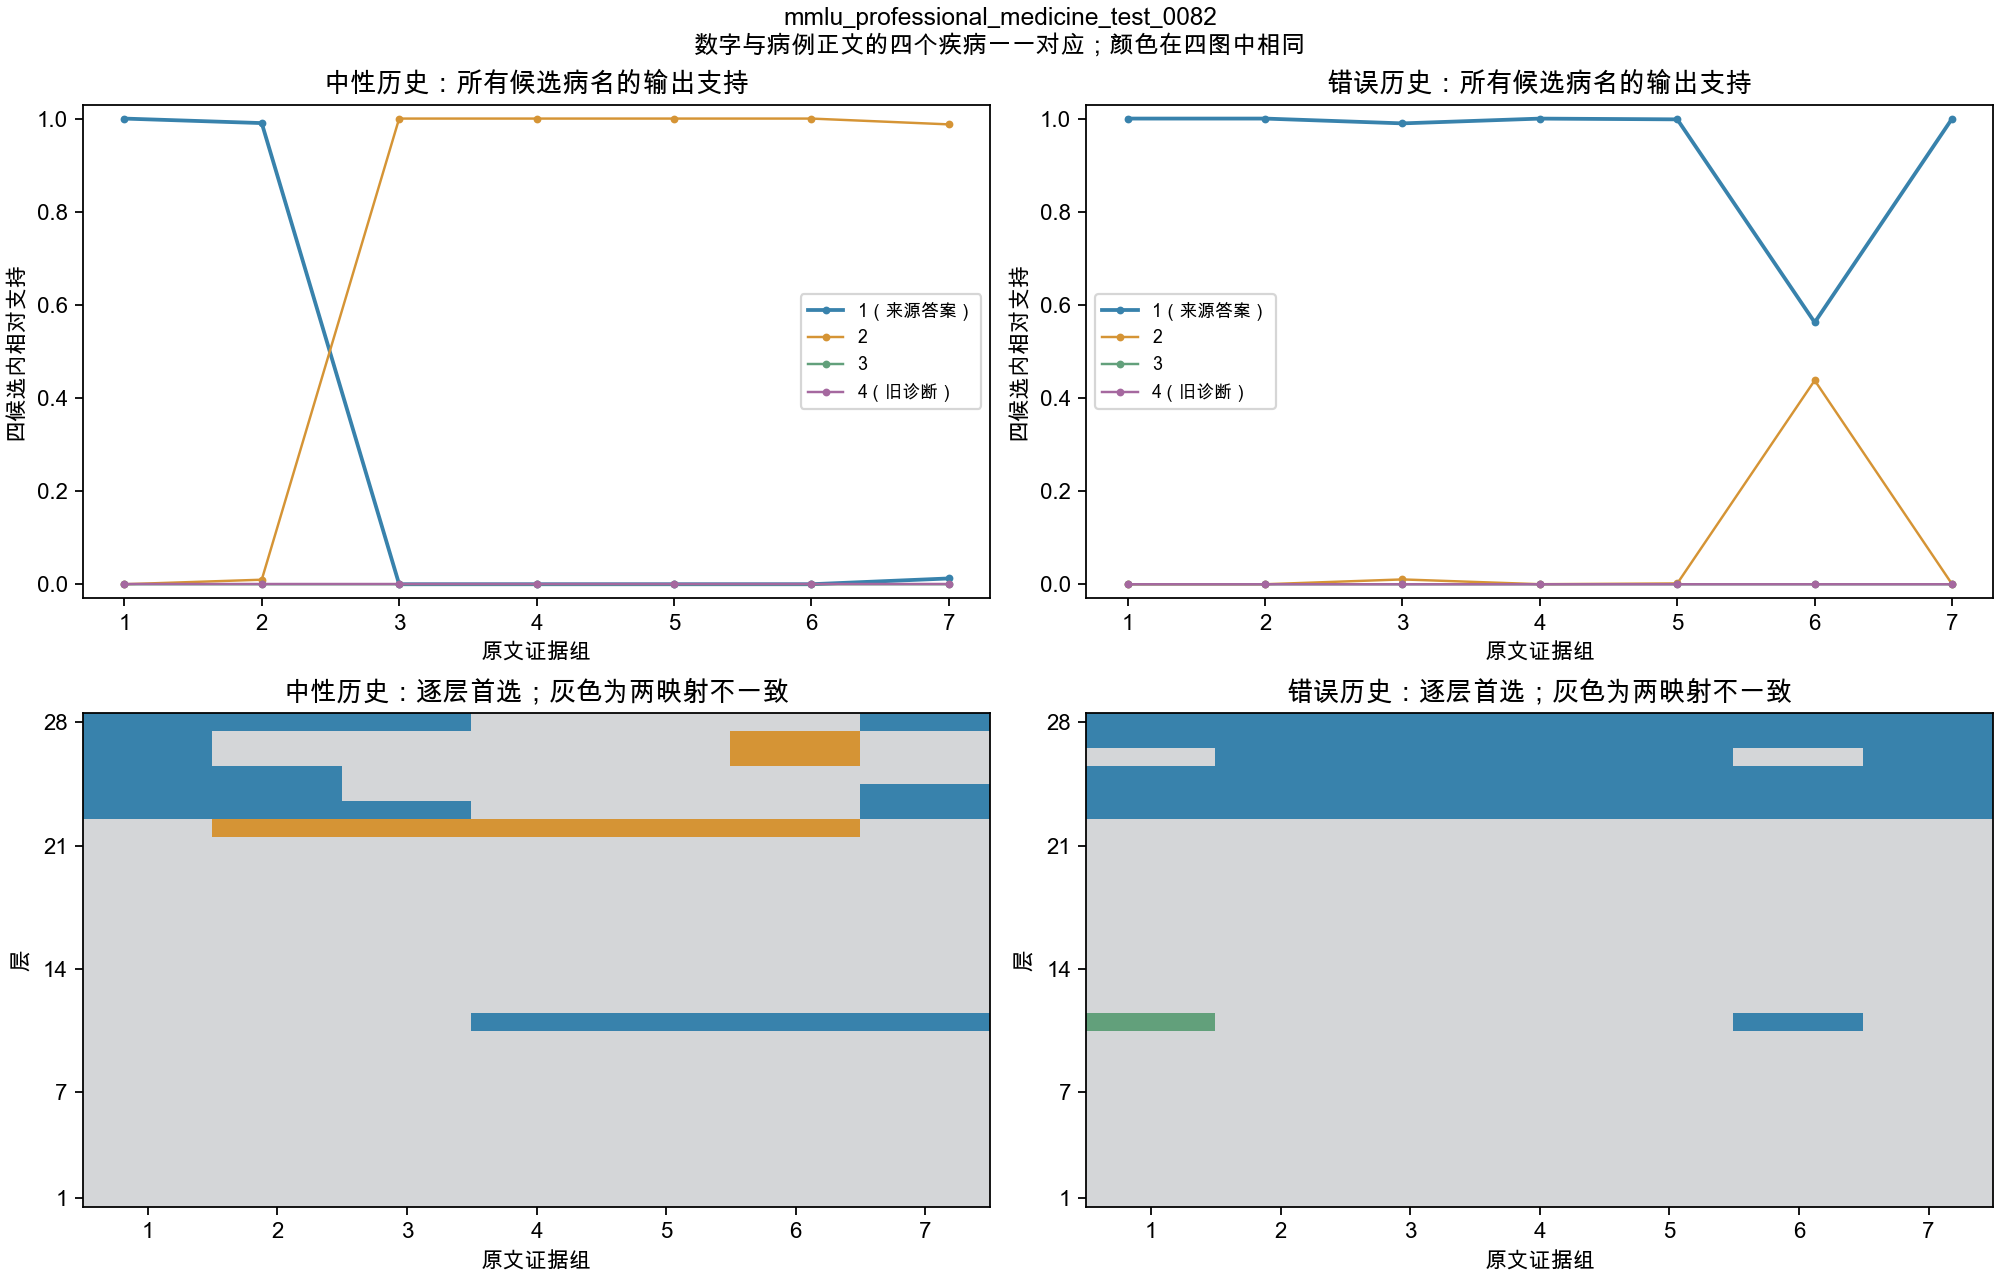 mmlu_professional_medicine_test_0082
数字与病例正文的四个疾病一一对应；颜色在四图中相同
中性历史：所有候选病名的输出支持
四候选内相对支持
1.0
0.8
0.6
0.4
0.2
0.0
1（来源答案）
2
3
4（旧诊断）
1 2 3 4 5 6 7
原文证据组
错误历史：所有候选病名的输出支持
四候选内相对支持
1.0
0.8
0.6
0.4
0.2
0.0
1（来源答案）
2
3
4（旧诊断）
1 2 3 4 5 6 7
原文证据组
中性历史：逐层首选；灰色为两映射不一致
层
28
21
14
7
1
1 2 3 4 5 6 7
原文证据组
错误历史：逐层首选；灰色为两映射不一致
层
28
21
14
7
1
1 2 3 4 5 6 7
原文证据组